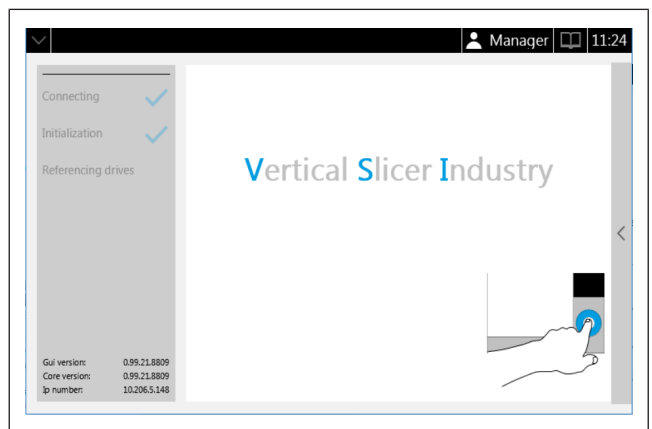 Manager 11:24
Connecting
Initialization
Referencing drives
Vertical Slicer Industry
Gui version: 0.99.21.8809
Core version: 0.99.21.8809
Ip number: 10.206.5.148